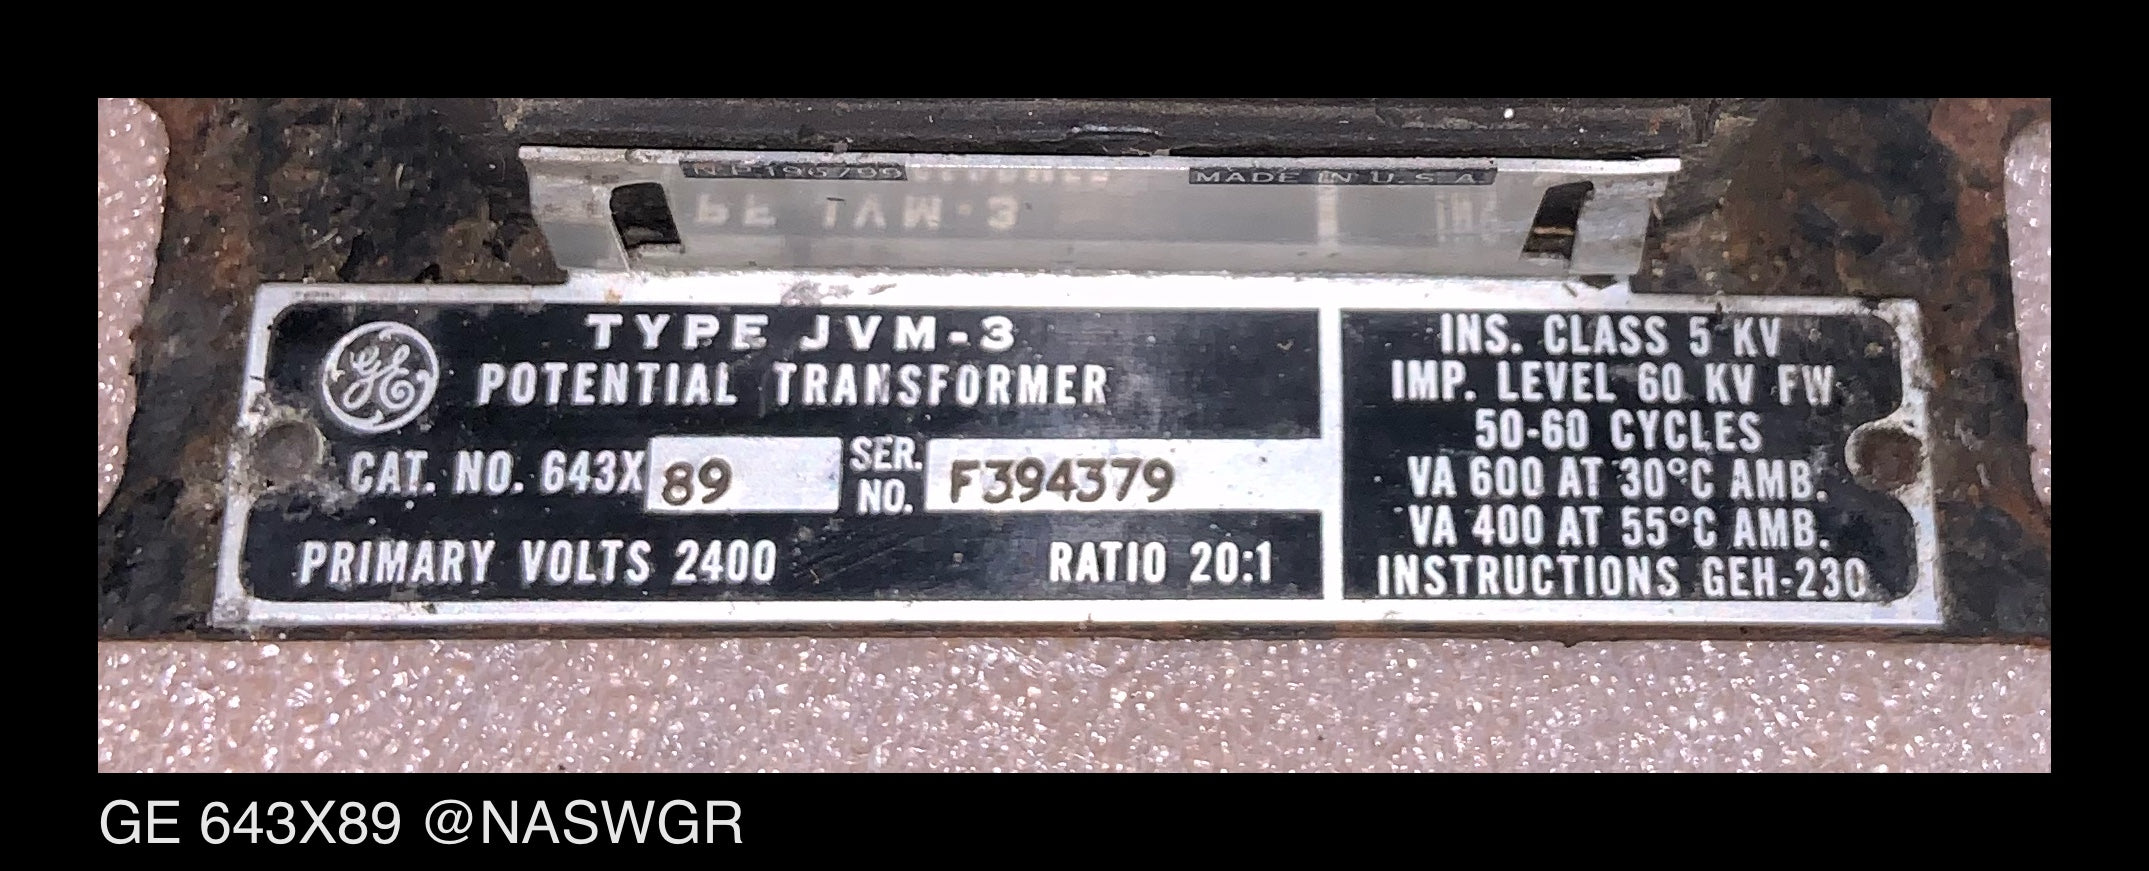 N.P. 196799 MADE IN U.S.A.
GE
TYPE JVM-3
POTENTIAL TRANSFORMER
CAT. NO. 643X 89 SER. NO. F394379
PRIMARY VOLTS 2400 RATIO 20:1
INS. CLASS 5 KV
IMP. LEVEL 60 KV FW
50-60 CYCLES
VA 600 AT 30°C AMB.
VA 400 AT 55°C AMB.
INSTRUCTIONS GEH-230
GE 643X89 @NASWGR